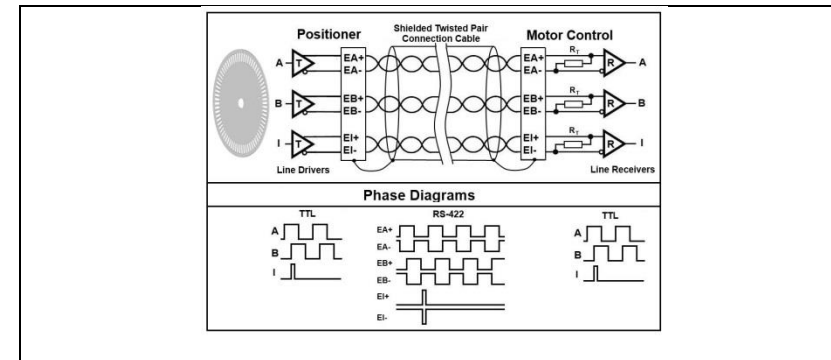 Positioner
Shielded Twisted Pair
Connection Cable
Motor Control
A
T
EA+
EA-
EA+
EA-
RT
R
A
B
T
EB+
EB-
EB+
EB-
RT
R
B
I
T
EI+
EI-
EI+
EI-
RT
R
I
Line Drivers
Line Receivers
Phase Diagrams
TTL
A
B
I
RS-422
EA+
EA-
EB+
EB-
EI+
EI-
TTL
A
B
I